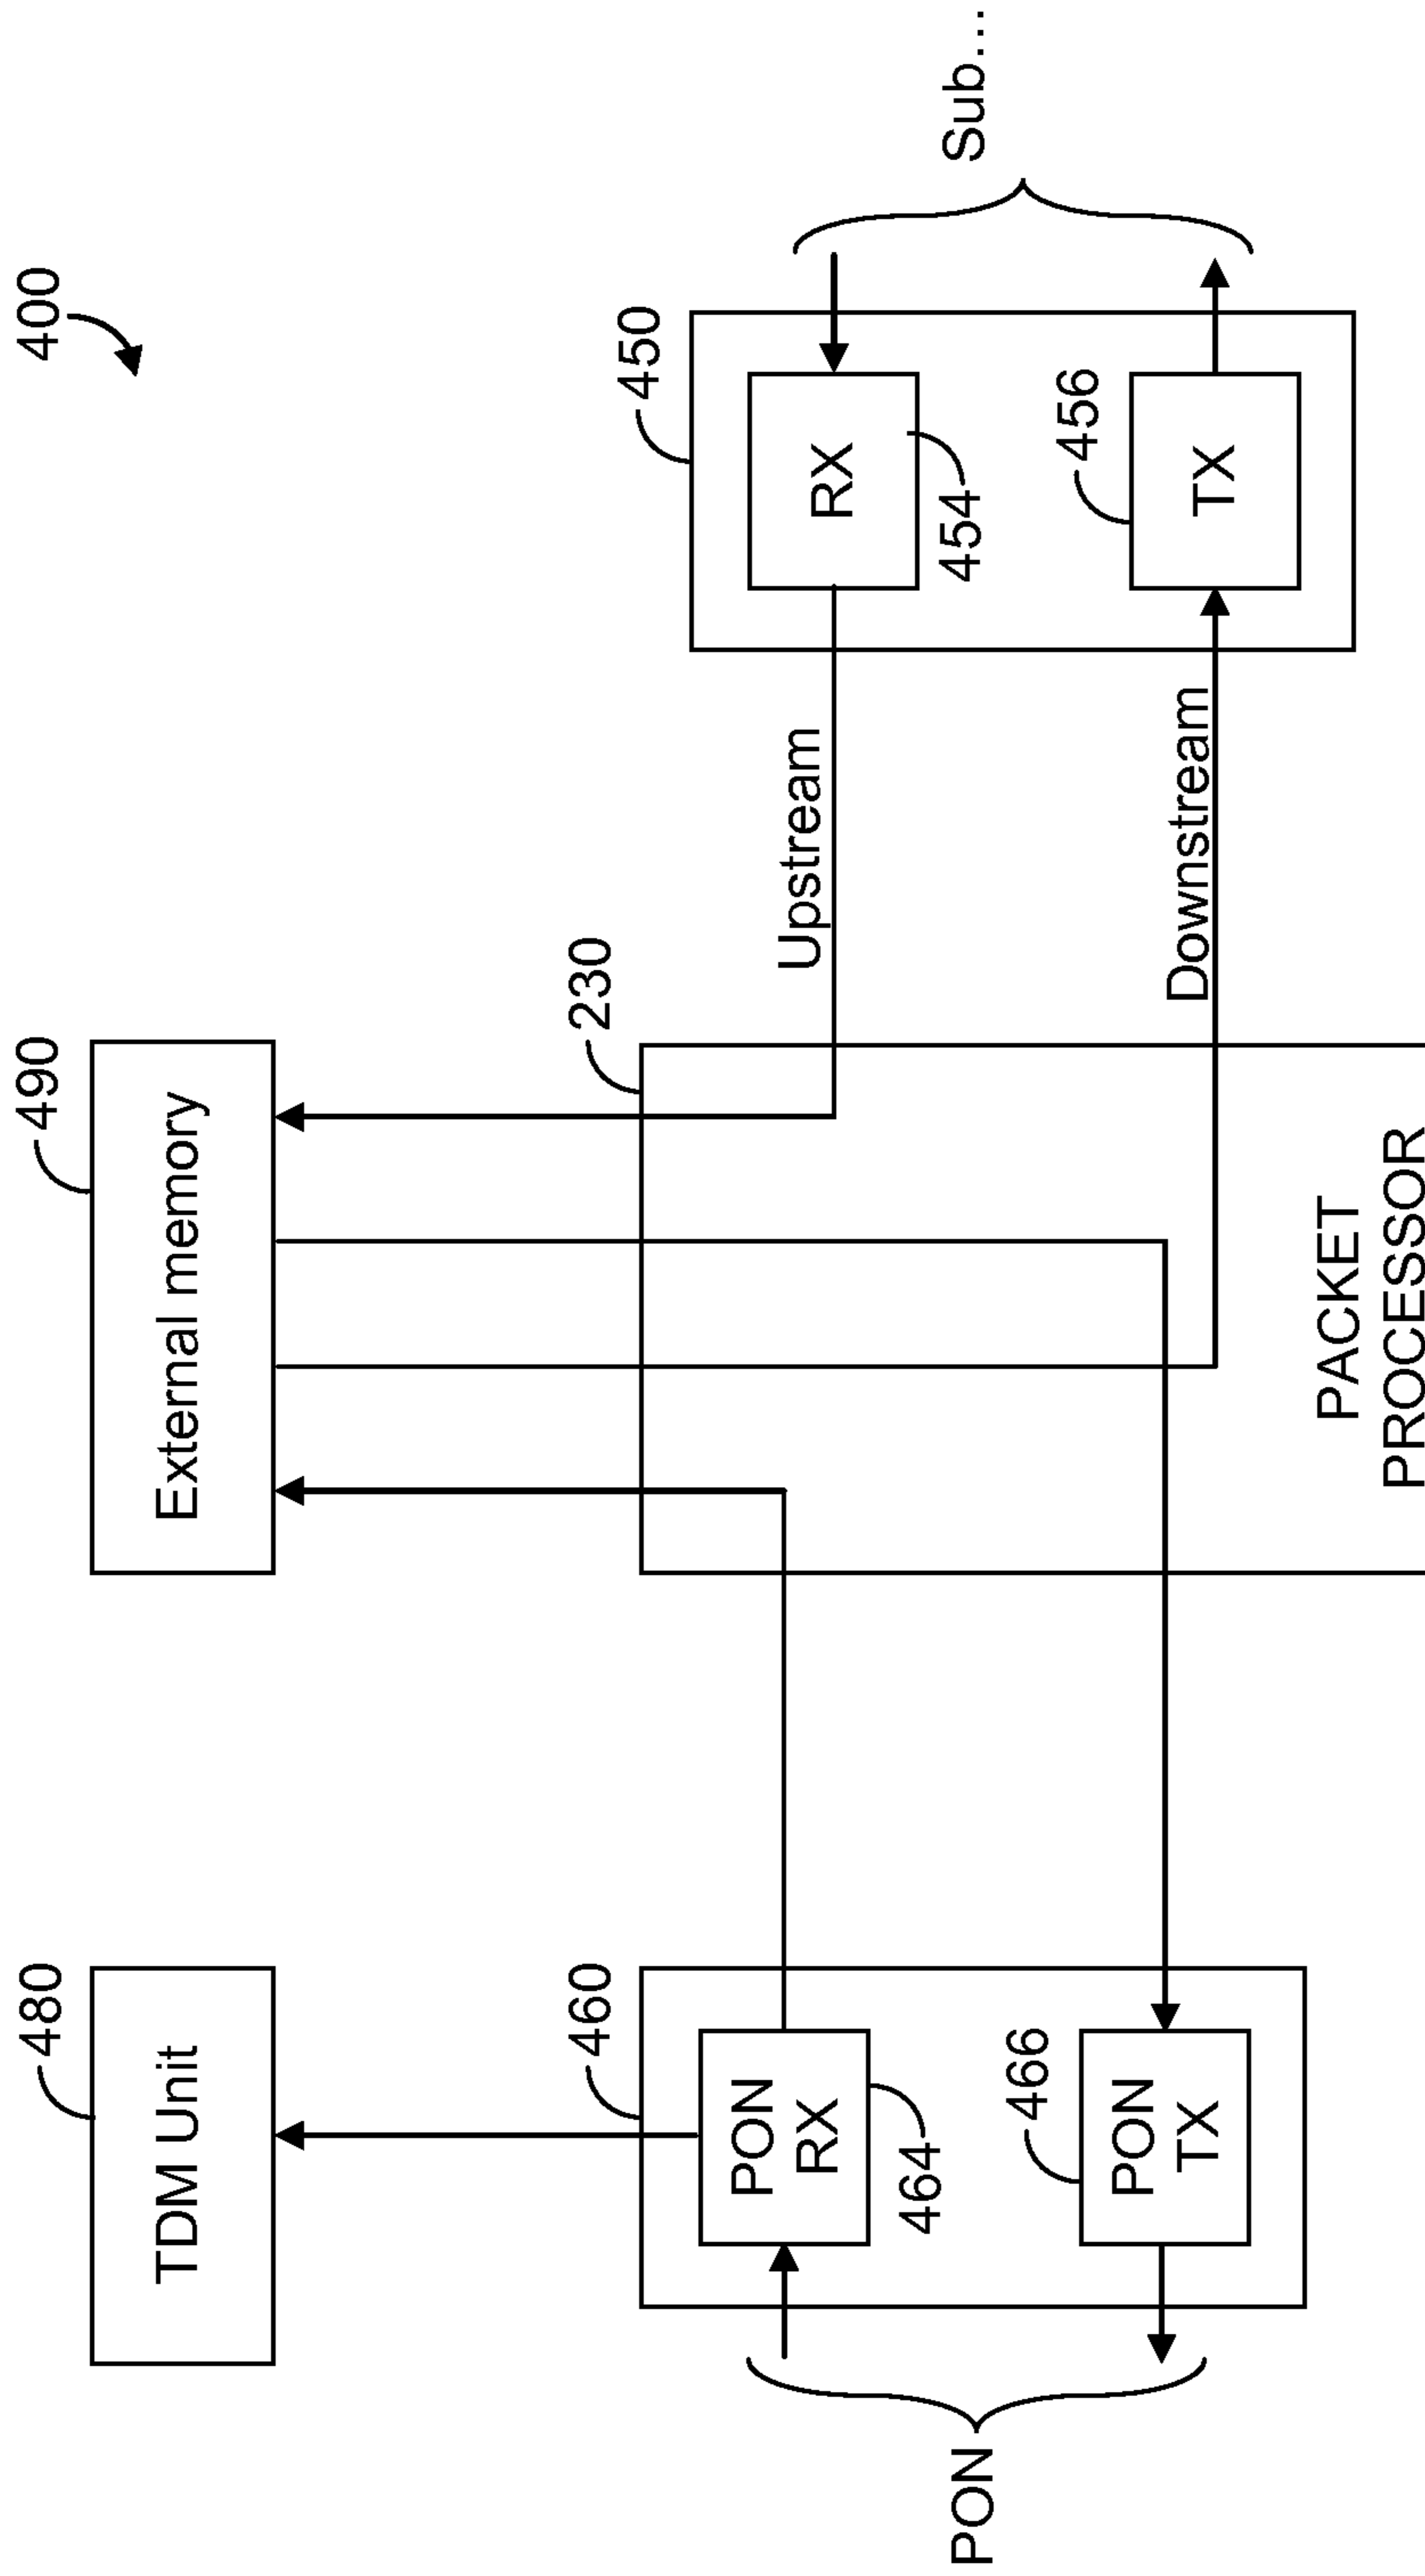 400
480
490
TDM Unit
External memory
460
230
450
PON
RX
464
466
PON
TX
Upstream
RX
454
456
TX
Downstream
PON
Sub...
PACKET
PROCESSOR